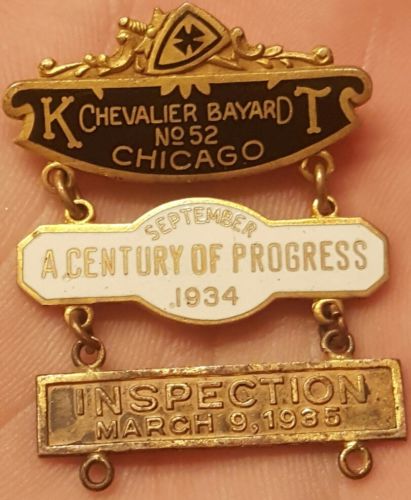 K CHEVALIER BAYARD T
No 52
CHICAGO
SEPTEMBER
A CENTURY OF PROGRESS
1934
INSPECTION
MARCH 9, 1935